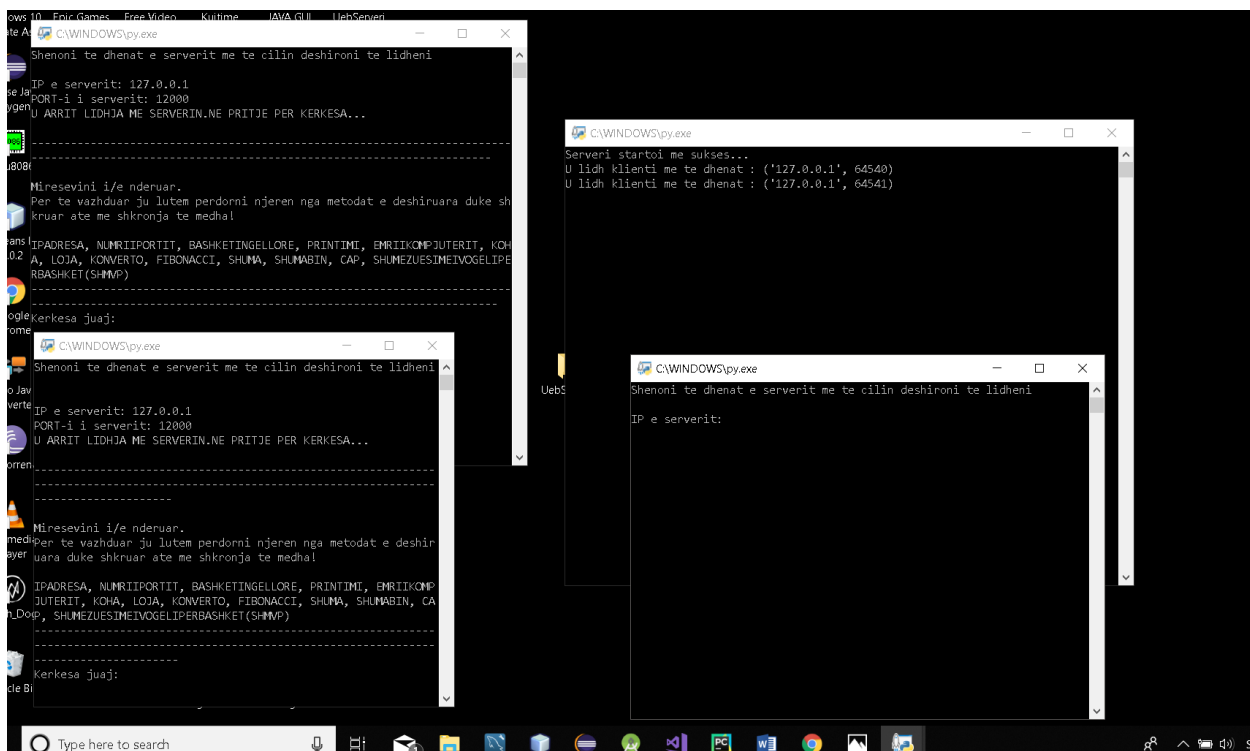 10 Epic Games Free Video Kujtime JAVA GUI UebServeri
C:\WINDOWS\py.exe
Shenoni te dhenat e serverit me te cilin deshironi te lidheni
IP e serverit: 127.0.0.1
PORT-i i serverit: 12000
U ARRIT LIDHJA ME SERVERIN.NE PRITJE PER KERKESA...
--------------------------------------------------------------------------------
-----------------------------------------------------------------------------
Miresevini i/e nderuar.
Per te vazhduar ju lutem perdorni njeren nga metodat e deshiruara duke sh
kruar ate me shkronja te medha!
IPADRESA, NUMRIIPORTIT, BASHKETINGELLORE, PRINTIMI, EMRIIKOMPJUTERIT, KOH
A, LOJA, KONVERTO, FIBONACCI, SHUMA, SHUMABIN, CAP, SHUMEZUESIMEIVOGELIPE
RBASHKET(SHMVP)
--------------------------------------------------------------------------------
------------------------------------------------------------------------------
Kerkesa juaj:
C:\WINDOWS\py.exe
Shenoni te dhenat e serverit me te cilin deshironi te lidheni
IP e serverit: 127.0.0.1
PORT-i i serverit: 12000
U ARRIT LIDHJA ME SERVERIN.NE PRITJE PER KERKESA...
-------------------------------------------------------------
-------------------------------------------------------------
---------------------
Miresevini i/e nderuar.
Per te vazhduar ju lutem perdorni njeren nga metodat e deshir
uara duke shkruar ate me shkronja te medha!
IPADRESA, NUMRIIPORTIT, BASHKETINGELLORE, PRINTIMI, EMRIIKOMP
JUTERIT, KOHA, LOJA, KONVERTO, FIBONACCI, SHUMA, SHUMABIN, CA
P, SHUMEZUESIMEIVOGELIPERBASHKET(SHMVP)
-------------------------------------------------------------
-------------------------------------------------------------
----------------------
Kerkesa juaj:
C:\WINDOWS\py.exe
Serveri startoi me sukses...
U lidh klienti me te dhenat : ('127.0.0.1', 64540)
U lidh klienti me te dhenat : ('127.0.0.1', 64541)
C:\WINDOWS\py.exe
Shenoni te dhenat e serverit me te cilin deshironi te lidheni
IP e serverit:
Type here to search